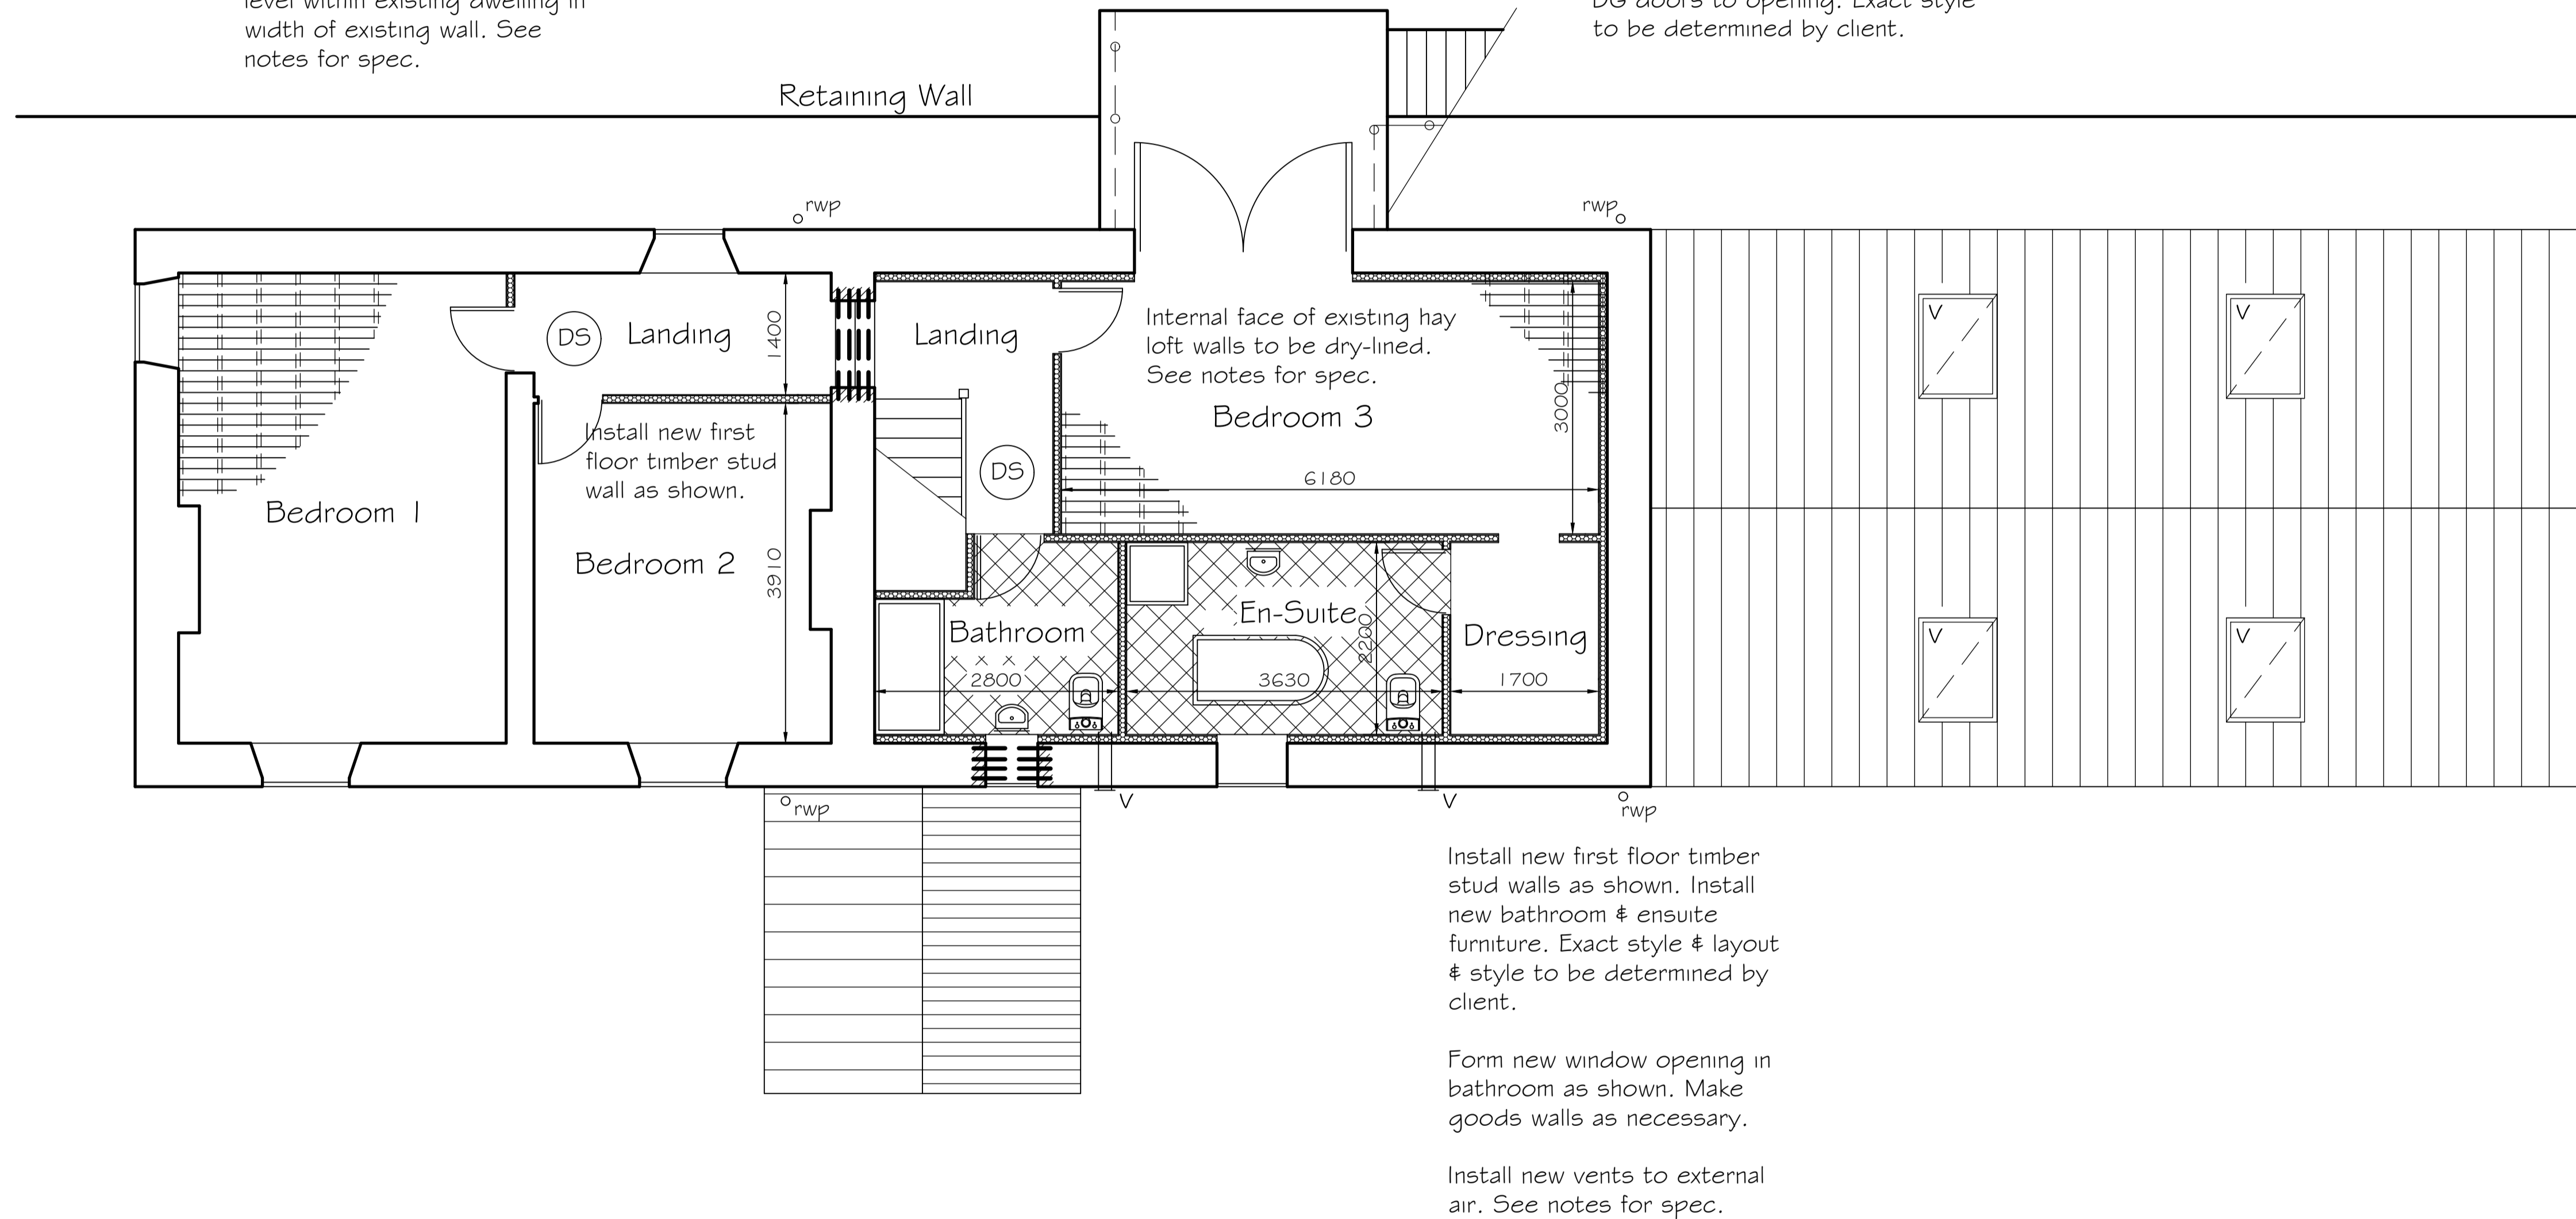 level within existing dwelling in
width of existing wall. See
notes for spec.
DG doors to opening. Exact style
to be determined by client.
Retaining Wall
rwp
rwp
DS
Landing
1400
Landing
Internal face of existing hay
loft walls to be dry-lined.
See notes for spec.
Bedroom 3
3000
6180
V
V
Install new first
floor timber stud
wall as shown.
DS
Bedroom 1
Bedroom 2
3910
Bathroom
2800
En-Suite
2200
3630
Dressing
1700
V
V
rwp
V
V
rwp
Install new first floor timber
stud walls as shown. Install
new bathroom & ensuite
furniture. Exact style & layout
& style to be determined by
client.
Form new window opening in
bathroom as shown. Make
goods walls as necessary.
Install new vents to external
air. See notes for spec.